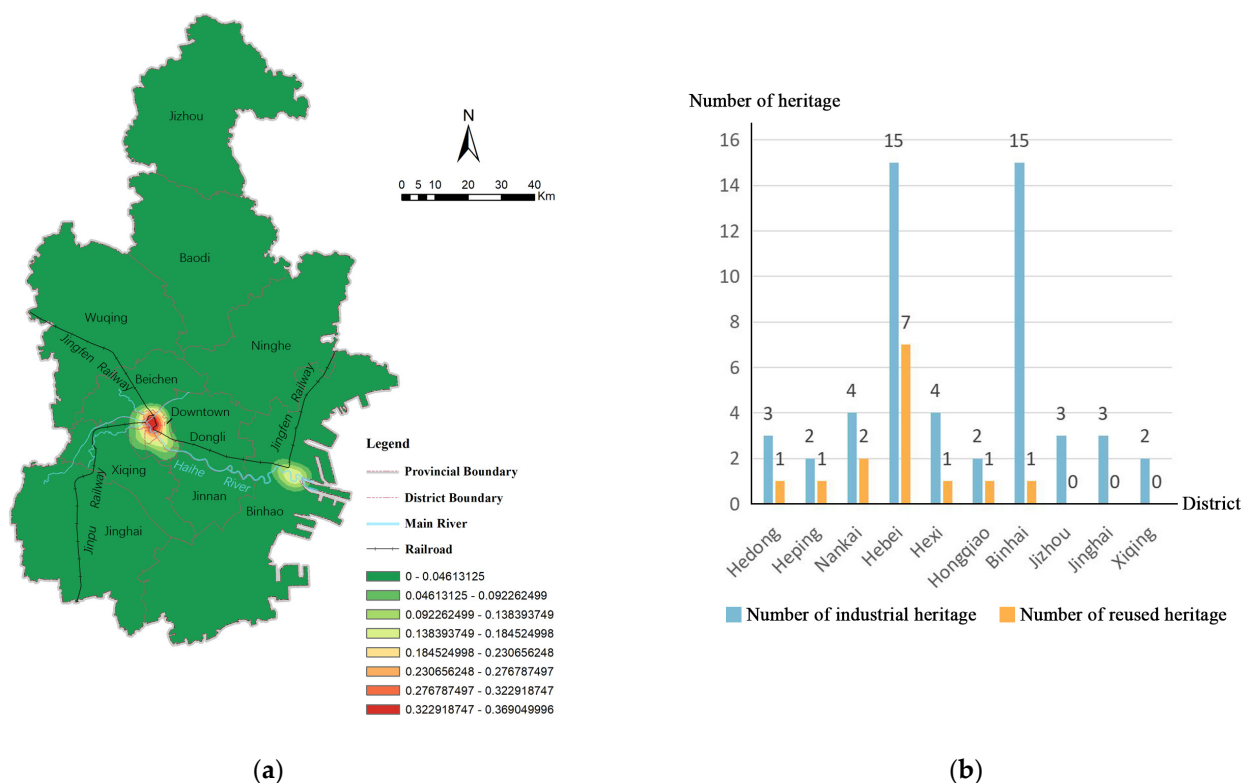 Jizhou
N
0 5 10 20 30 40
Km
Baodi
Wuqing
Ninghe
Jingfen Railway
Jingfen Railway
Beichen
Downtown
Dongli
Xiqing
Haihe River
Jinnan
Binhao
Jinpu Railway
Jinghai
Legend
Provincial Boundary
District Boundary
Main River
Railroad
0 - 0.04613125
0.04613125 - 0.092262499
0.092262499 - 0.138393749
0.138393749 - 0.184524998
0.184524998 - 0.230656248
0.230656248 - 0.276787497
0.276787497 - 0.322918747
0.322918747 - 0.369049996
(a)
Number of heritage
16
14
12
10
8
6
4
2
0
3 1
2 1
4 2
15 7
4 1
2 1
15 1
3 0
3 0
2 0
District
Hedong
Heping
Nankai
Hebei
Hexi
Hongqiao
Binhai
Jizhou
Jinghai
Xiqing
Number of industrial heritage Number of reused heritage
(b)